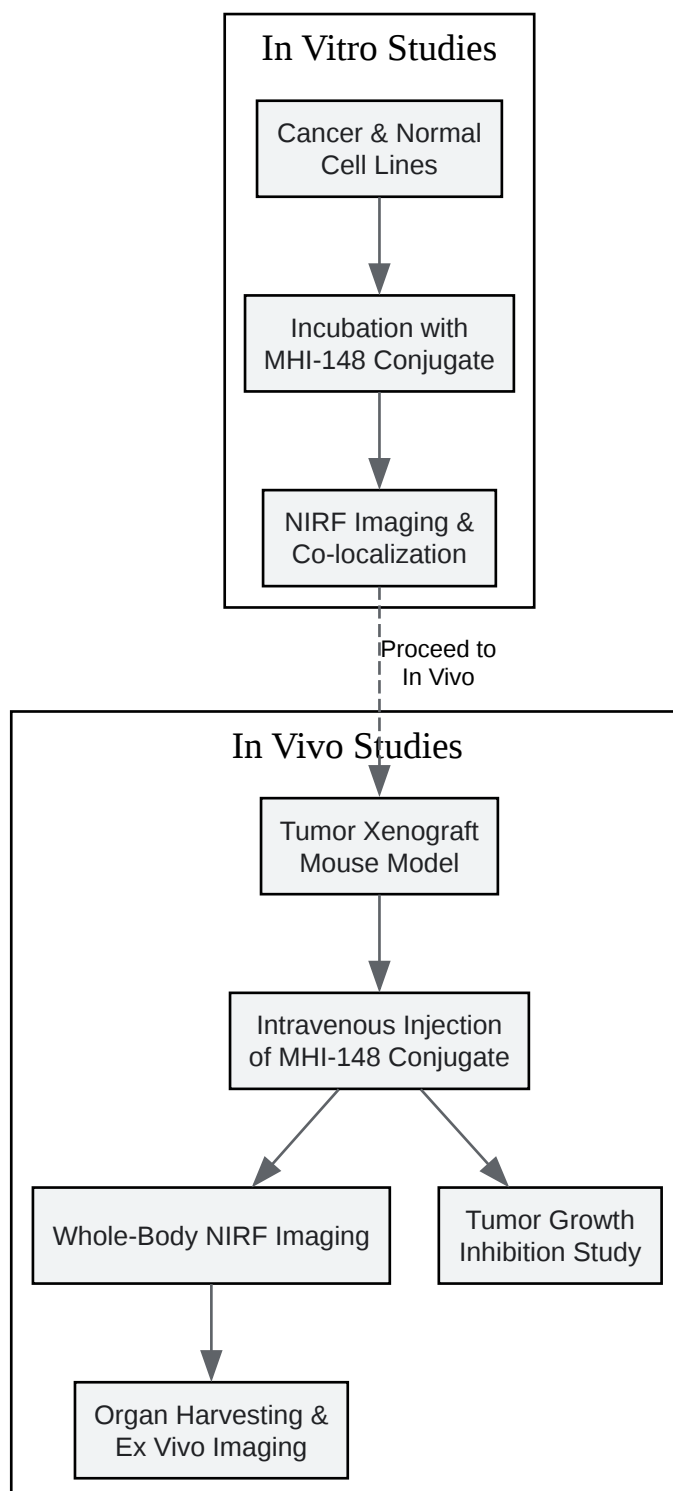 In Vitro Studies
Cancer & Normal
Cell Lines
Incubation with
MHI-148 Conjugate
NIRF Imaging &
Co-localization
Proceed to
In Vivo
In Vivo Studies
Tumor Xenograft
Mouse Model
Intravenous Injection
of MHI-148 Conjugate
Whole-Body NIRF Imaging
Tumor Growth
Inhibition Study
Organ Harvesting &
Ex Vivo Imaging